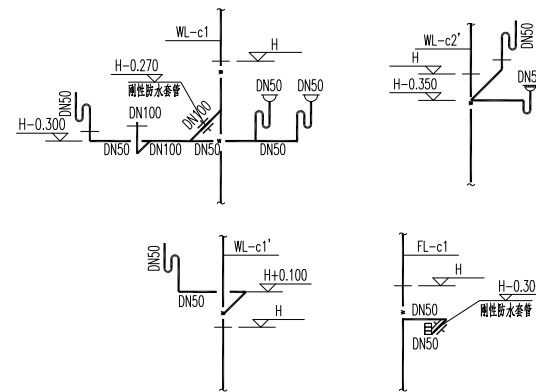 WL-c1
H
H-0.270
刚性防水套管
DN50
DN100
DN100
DN50
DN50
H-0.300
DN50
DN100
DN50
DN50
WL-c2'
H
H-0.350
DN50
WL-c1'
DN50
H+0.100
DN50
H
FL-c1
H
H-0.30
DN50
刚性防水套管
DN50